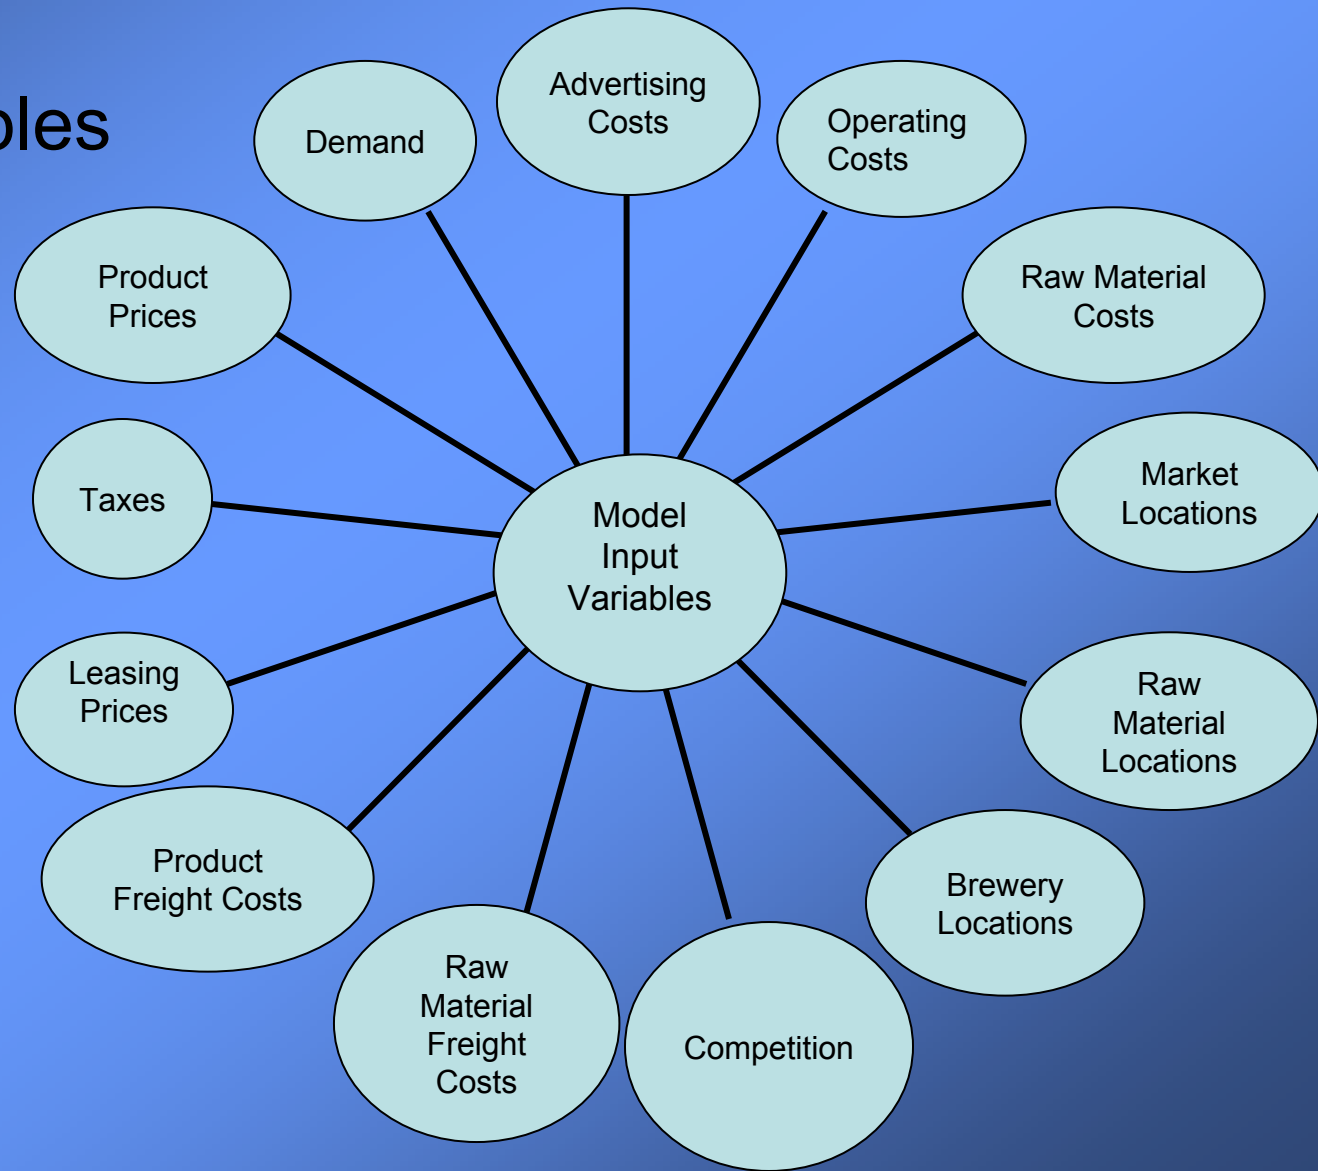 Advertising
Costs
Demand
Operating
Costs
Product
Prices
Raw Material
Costs
Taxes
Market
Locations
Model
Input
Variables
Leasing
Prices
Raw
Material
Locations
Product
Freight Costs
Brewery
Locations
Raw
Material
Freight
Costs
Competition